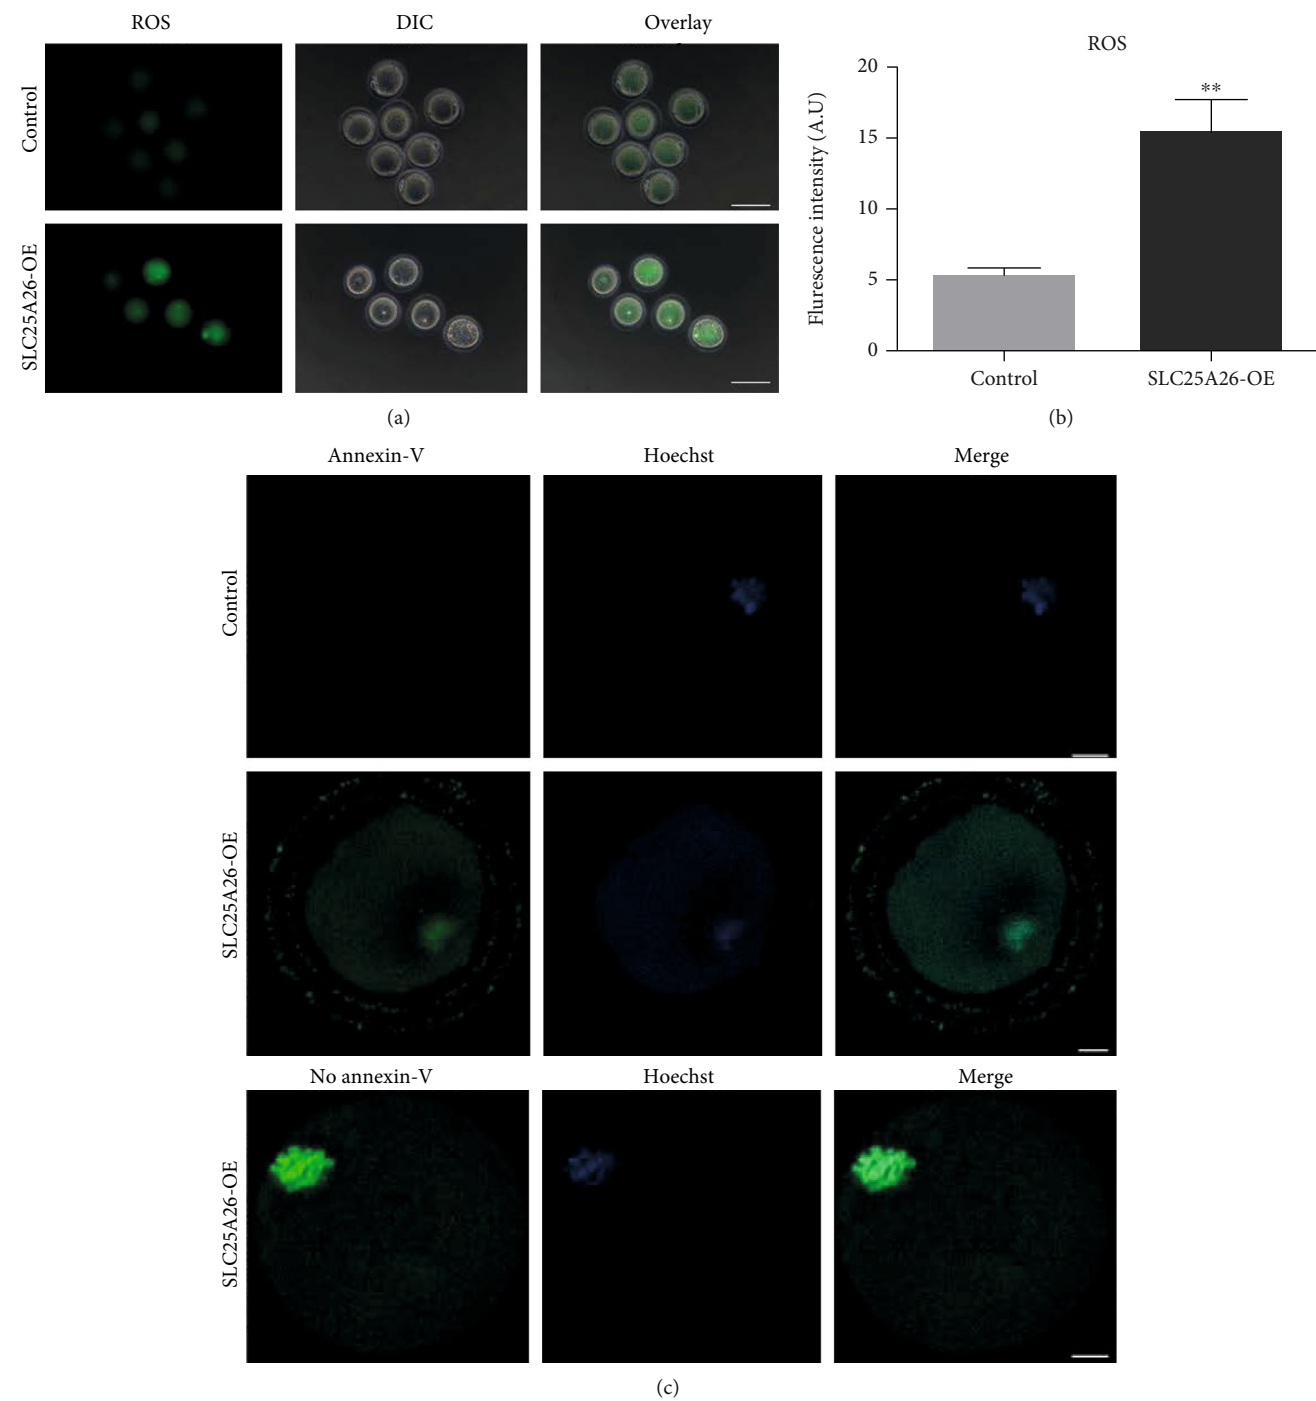 ROS DIC Overlay
Control
SLC25A26-OE
(a)
ROS
Flurescence intensity (A.U)
20
15
10
5
0
**
Control SLC25A26-OE
(b)
Annexin-V Hoechst Merge
Control
SLC25A26-OE
No annexin-V Hoechst Merge
SLC25A26-OE
(c)